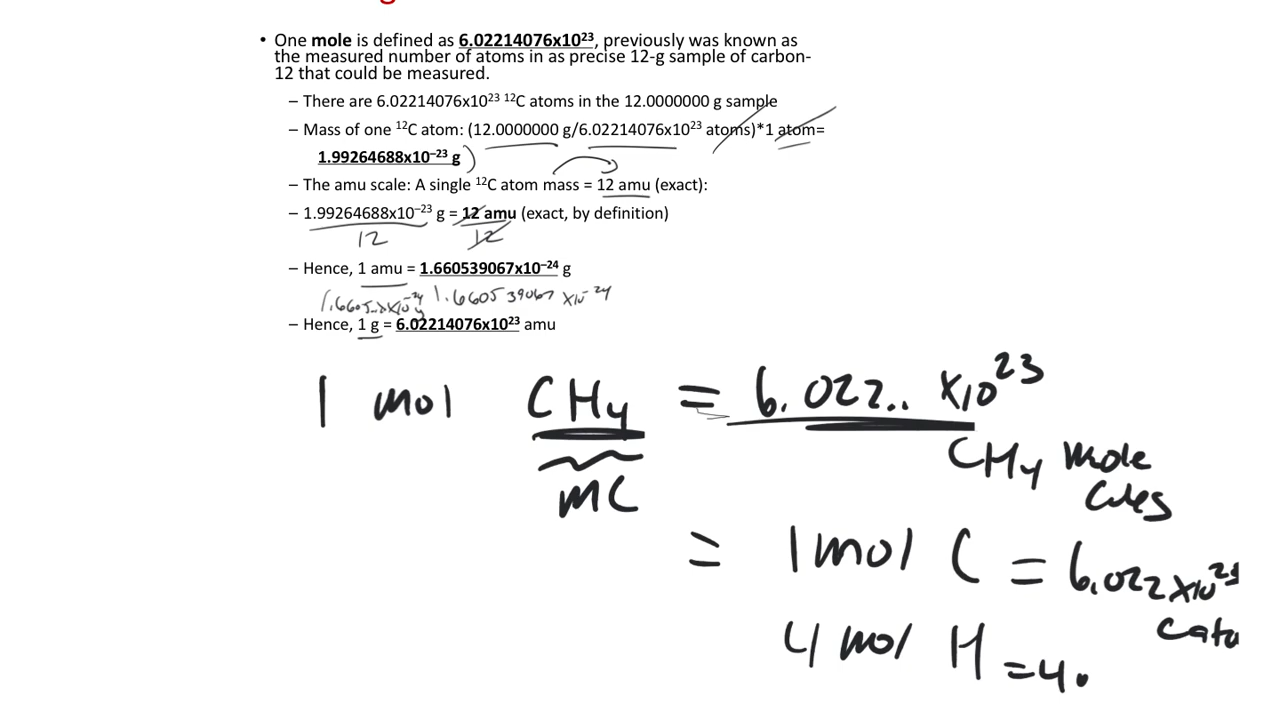 • One mole is defined as 6.02214076x10²³, previously was known as
the measured number of atoms in as precise 12-g sample of carbon-
12 that could be measured.
– There are 6.02214076x10²³ ¹²C atoms in the 12.0000000 g sample
– Mass of one ¹²C atom: (12.0000000 g/6.02214076x10²³ atoms)*1 atom=
1.99264688x10⁻²³ g )
– The amu scale: A single ¹²C atom mass = 12 amu (exact):
– 1.99264688x10⁻²³ g = 12 amu (exact, by definition)
12 12
– Hence, 1 amu = 1.660539067x10⁻²⁴ g
1.6605..x10⁻²⁴ 1.660539067 x10⁻²⁴
g
– Hence, 1 g = 6.02214076x10²³ amu
1 mol CH4 = 6.022.. x10²³
CH4 mole
cules
MC
= 1 mol C = 6.022x10²³
C ato
4 mol H = 4.